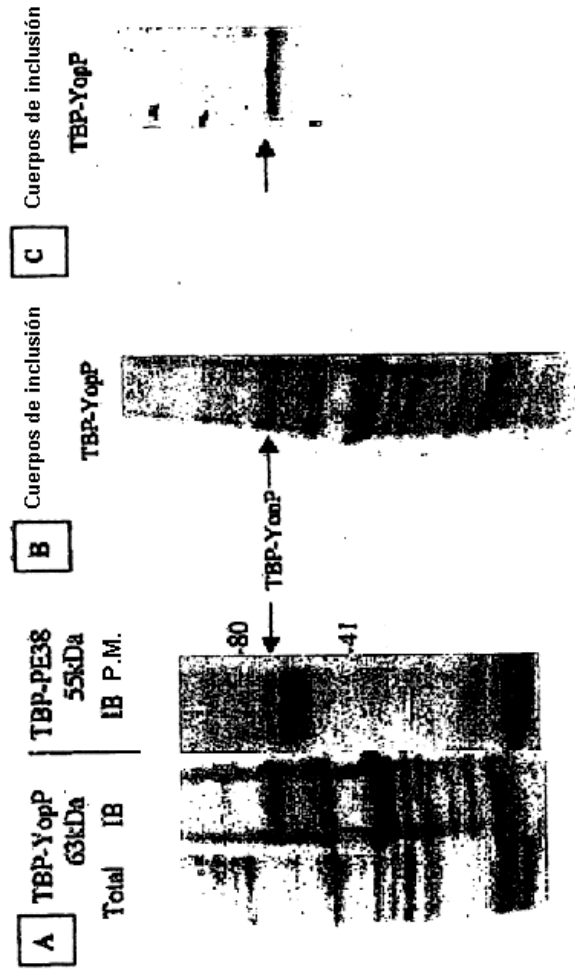 A
TBP-YopP
63kDa
Total IB
TBP-PE38
55kDa
IB P.M.
-80
-41
TBP-YopP
B
Cuerpos de inclusión
TBP-YopP
C
Cuerpos de inclusión
TBP-YopP